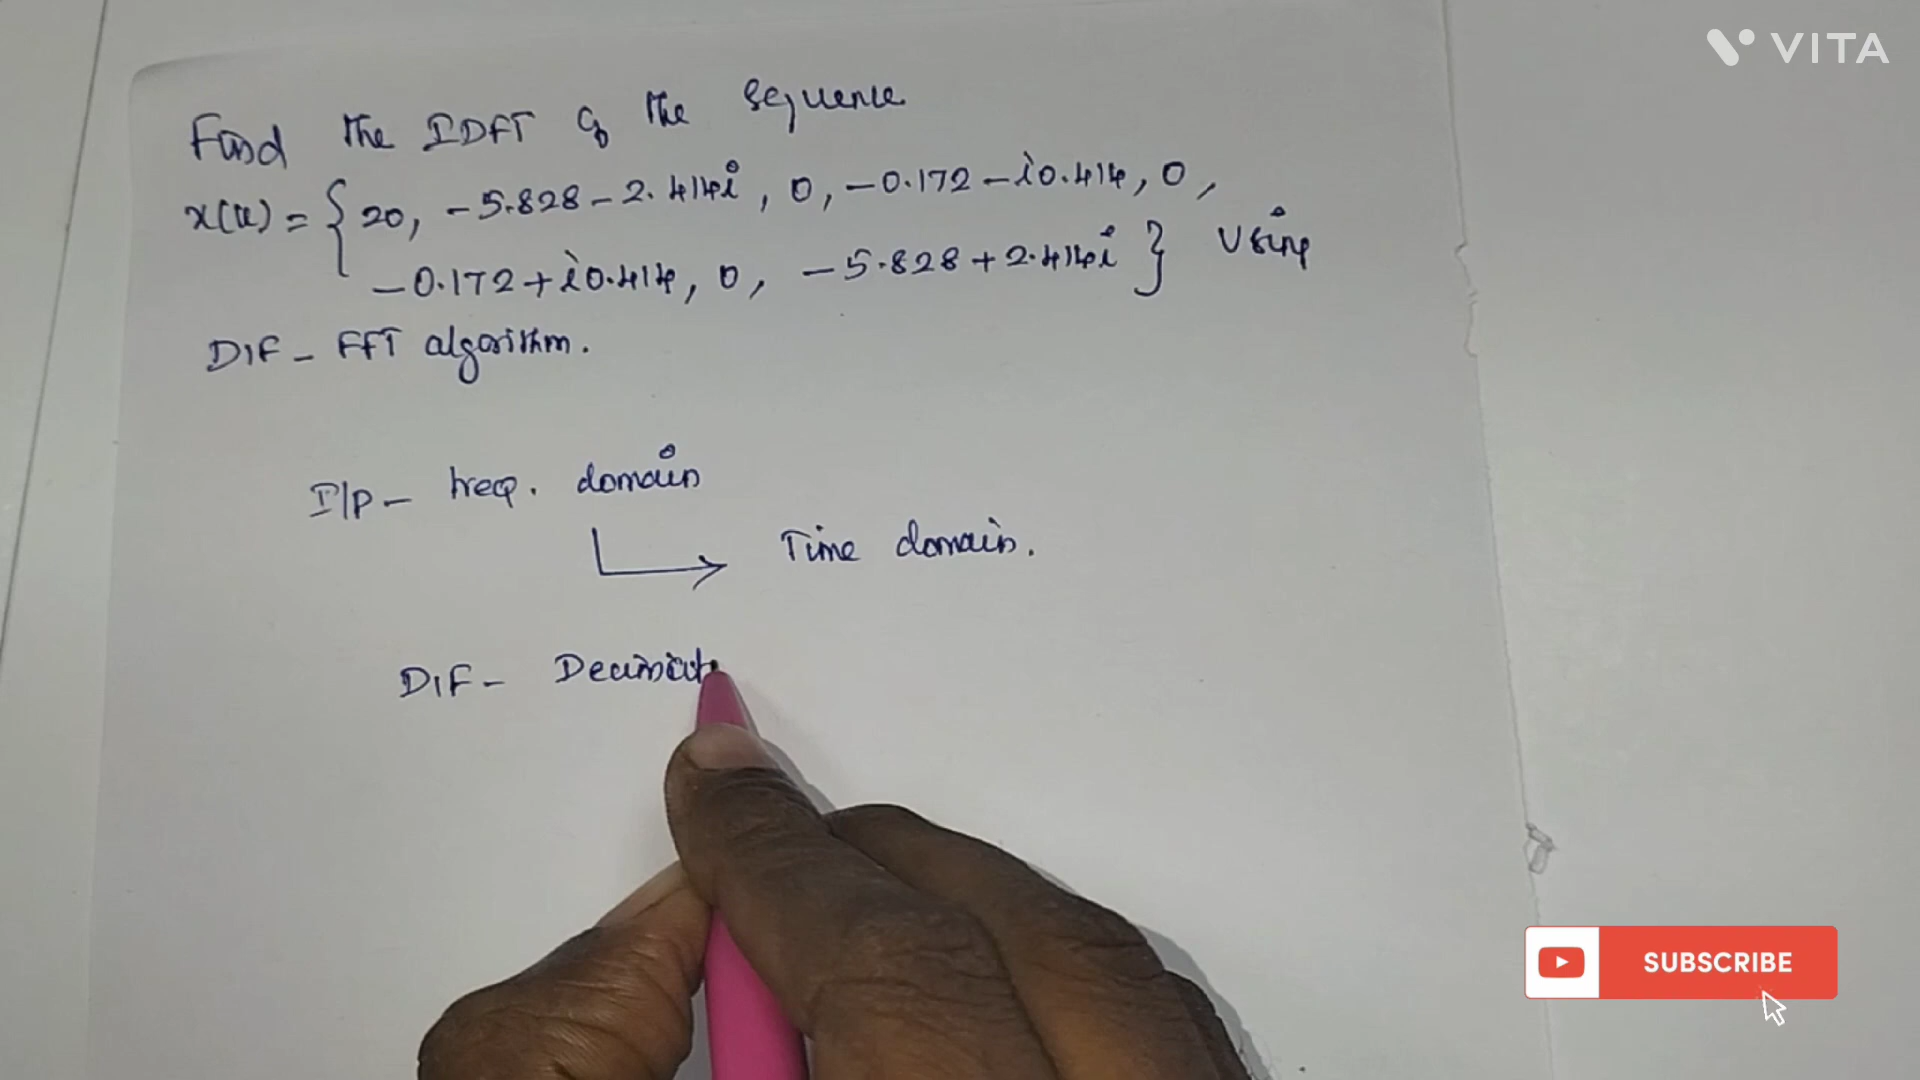 VITA
Find the IDFT of the sequence
x(k) = { 20, -5.828 - 2.414i, 0, -0.172 - i0.414, 0,
-0.172 + i0.414, 0, -5.828 + 2.414i } Using
DIF - FFT algorithm.
I/p - freq. domain
Time domain.
DIF - Decimat
SUBSCRIBE